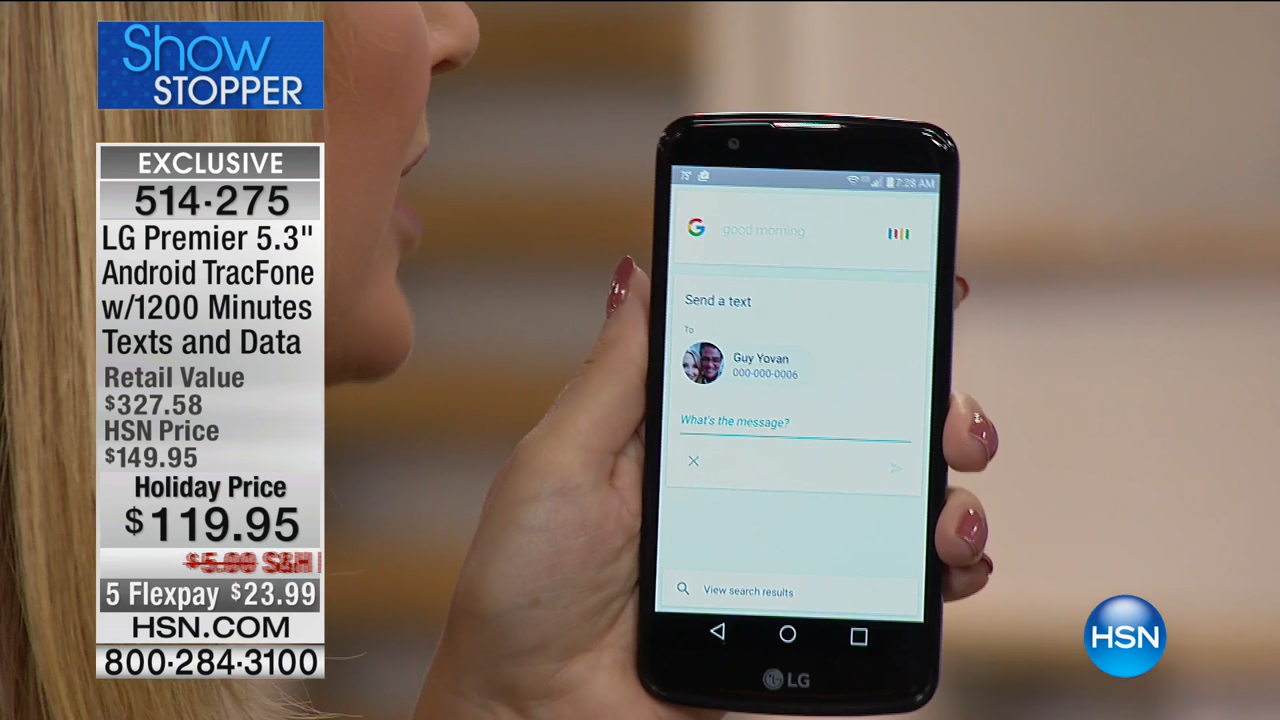 Show
STOPPER
EXCLUSIVE
514-275
LG Premier 5.3"
Android TracFone
w/1200 Minutes
Texts and Data
Retail Value
$327.58
HSN Price
$149.95
Holiday Price
$119.95
$5.00 S&H
5 Flexpay $23.99
HSN.COM
800-284-3100
75°
7:28 AM
G good morning
Send a text
To
Guy Yovan
000-000-0006
What's the message?
View search results
LG
HSN